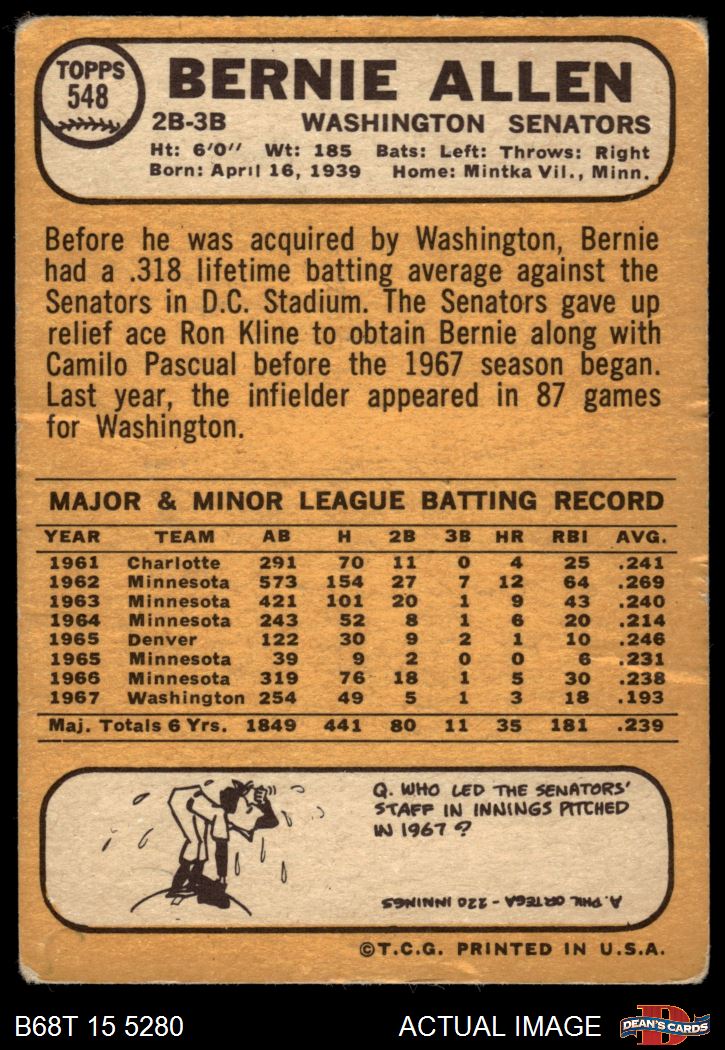 TOPPS
548
BERNIE ALLEN
2B-3B WASHINGTON SENATORS
Ht: 6'0" Wt: 185 Bats: Left: Throws: Right
Born: April 16, 1939 Home: Mintka Vil., Minn.
Before he was acquired by Washington, Bernie
had a .318 lifetime batting average against the
Senators in D.C. Stadium. The Senators gave up
relief ace Ron Kline to obtain Bernie along with
Camilo Pascual before the 1967 season began.
Last year, the infielder appeared in 87 games
for Washington.
MAJOR & MINOR LEAGUE BATTING RECORD
YEAR TEAM AB H 2B 3B HR RBI AVG.
1961 Charlotte 291 70 11 0 4 25 .241
1962 Minnesota 573 154 27 7 12 64 .269
1963 Minnesota 421 101 20 1 9 43 .240
1964 Minnesota 243 52 8 1 6 20 .214
1965 Denver 122 30 9 2 1 10 .246
1965 Minnesota 39 9 2 0 0 6 .231
1966 Minnesota 319 76 18 1 5 30 .238
1967 Washington 254 49 5 1 3 18 .193
Maj. Totals 6 Yrs. 1849 441 80 11 35 181 .239
Q. WHO LED THE SENATORS'
STAFF IN INNINGS PITCHED
IN 1967?
A. PHIL ORTEGA - 220 INNINGS
©T.C.G. PRINTED IN U.S.A.
B68T 15 5280 ACTUAL IMAGE
D
DEAN'S CARDS